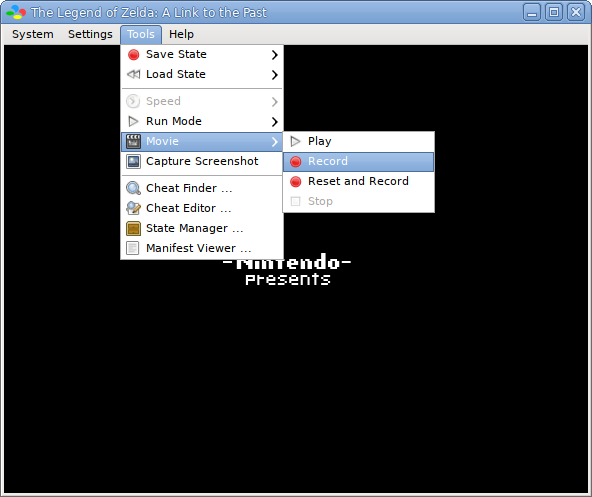 The Legend of Zelda: A Link to the Past
System Settings Tools Help
Save State
Load State
Speed
Run Mode
Movie
Capture Screenshot
Cheat Finder ...
Cheat Editor ...
State Manager ...
Manifest Viewer ...
Play
Record
Reset and Record
Stop
-Nintendo-
presents